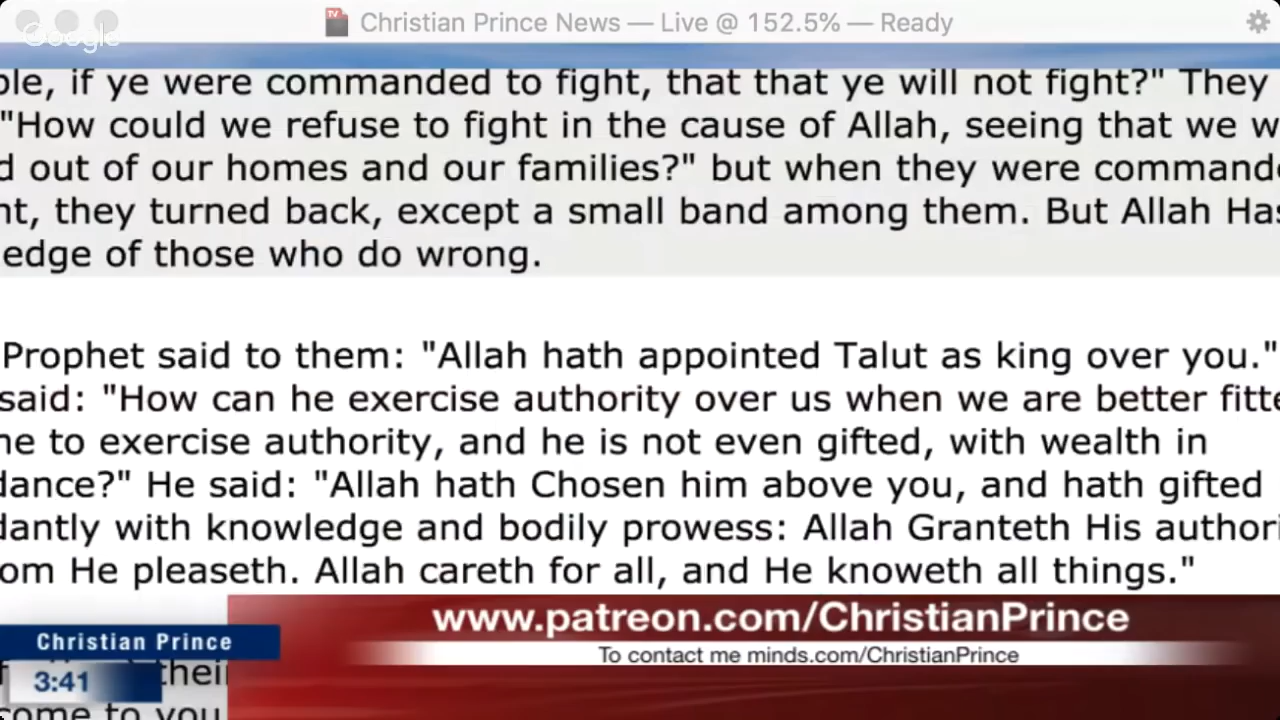 Christian Prince News — Live @ 152.5% — Ready
Google
ple, if ye were commanded to fight, that that ye will not fight?" They
"How could we refuse to fight in the cause of Allah, seeing that we w
d out of our homes and our families?" but when they were commande
nt, they turned back, except a small band among them. But Allah Has
edge of those who do wrong.
Prophet said to them: "Allah hath appointed Talut as king over you."
said: "How can he exercise authority over us when we are better fitte
ne to exercise authority, and he is not even gifted, with wealth in
dance?" He said: "Allah hath Chosen him above you, and hath gifted
dantly with knowledge and bodily prowess: Allah Granteth His authori
om He pleaseth. Allah careth for all, and He knoweth all things."
www.patreon.com/ChristianPrince
Christian Prince
To contact me minds.com/ChristianPrince
their
3:41
come to you